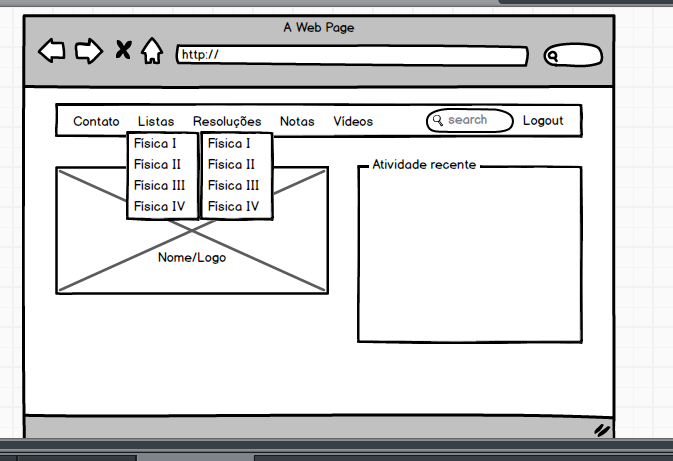 A Web Page
http://
Contato Listas Resoluções Notas Vídeos search Logout
Física I Física I
Física II Física II
Física III Física III
Física IV Física IV
Atividade recente
Nome/Logo